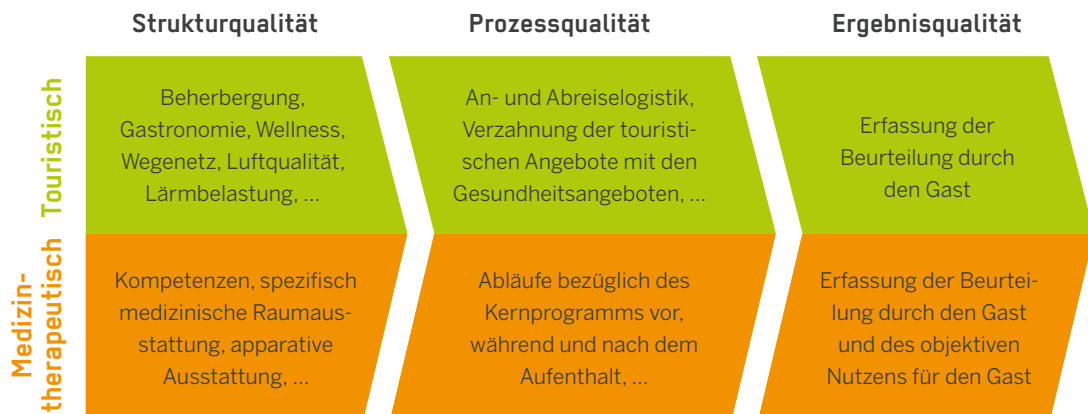 Strukturqualität
Prozessqualität
Ergebnisqualität
Touristisch
Beherbergung,
Gastronomie, Wellness,
Wegenetz, Luftqualität,
Lärmbelastung, ...
An- und Abreiselogistik,
Verzahnung der touristi-
schen Angebote mit den
Gesundheitsangeboten, ...
Erfassung der
Beurteilung durch
den Gast
Medizin-
therapeutisch
Kompetenzen, spezifisch
medizinische Raumaus-
stattung, apparative
Ausstattung, ...
Abläufe bezüglich des
Kernprogramms vor,
während und nach dem
Aufenthalt, ...
Erfassung der Beurtei-
lung durch den Gast
und des objektiven
Nutzens für den Gast